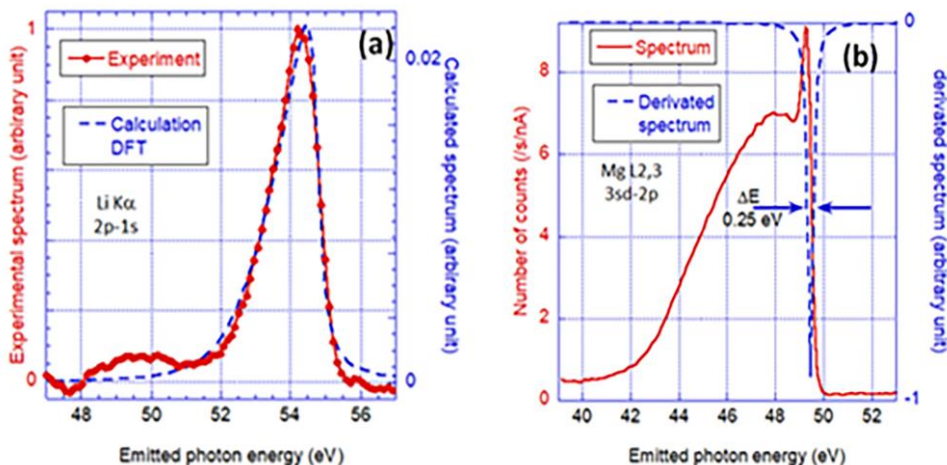 (a)
Experiment
Calculation
DFT
Li Kα
2p-1s
Experimental spectrum (arbitrary unit)
1
0
0.02
0
Calculated spectrum (arbirary unit)
48 50 52 54 56
Emitted photon energy (eV)
(b)
Spectrum
Derivated
spectrum
Mg L2,3
3sd-2p
ΔE
0.25 eV
Number of counts (/s/nA)
8
6
4
2
0
0
-1
derivated spectrum (arbitrary unit)
40 42 44 46 48 50 52
Emitted photon energy (eV)